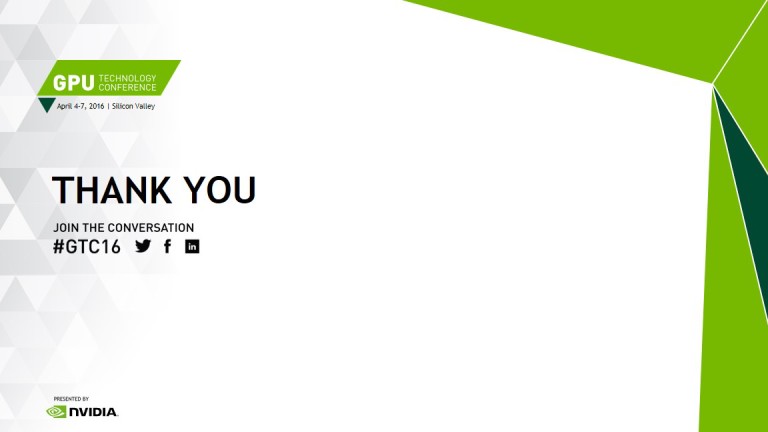 GPU TECHNOLOGY
CONFERENCE
April 4-7, 2016 | Silicon Valley
THANK YOU
JOIN THE CONVERSATION
#GTC16
PRESENTED BY
NVIDIA.